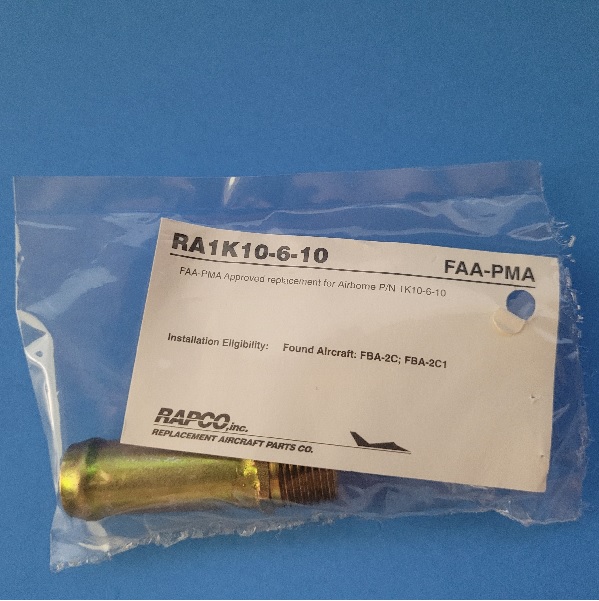 RA1K10-6-10
FAA-PMA
FAA-PMA Approved replacement for Airborne P/N 1K10-6-10
Installation Eligibility: Found Aircraft: FBA-2C; FBA-2C1
RAPCO, inc.
REPLACEMENT AIRCRAFT PARTS CO.